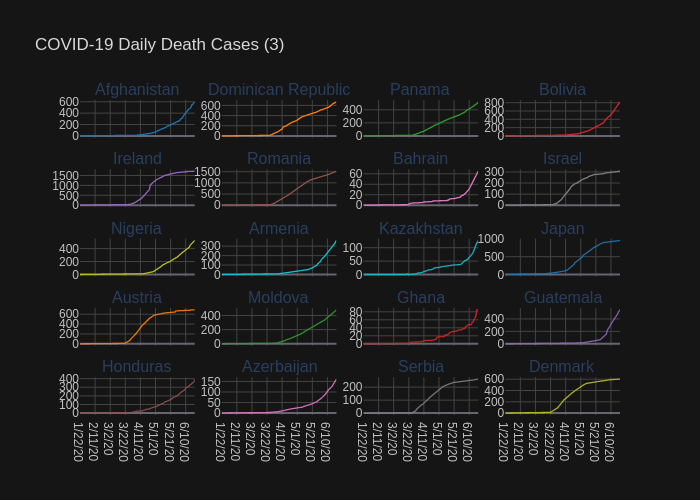 COVID-19 Daily Death Cases (3)
Afghanistan Dominican Republic Panama Bolivia
600 400 200 0
600 400 200 0
400 200 0
800 600 400 200 0
Ireland Romania Bahrain Israel
1500 1000 500 0
1500 1000 500 0
60 40 20 0
300 200 100 0
Nigeria Armenia Kazakhstan Japan
400 200 0
300 200 100 0
100 50 0
1000 500 0
Austria Moldova Ghana Guatemala
600 400 200 0
400 200 0
80 60 40 20 0
400 200 0
Honduras Azerbaijan Serbia Denmark
400 300 200 100 0
150 100 50 0
200 100 0
600 400 200 0
1/22/20 2/11/20 3/2/20 3/22/20 4/11/20 5/1/20 5/21/20 6/10/20
1/22/20 2/11/20 3/2/20 3/22/20 4/11/20 5/1/20 5/21/20 6/10/20
1/22/20 2/11/20 3/2/20 3/22/20 4/11/20 5/1/20 5/21/20 6/10/20
1/22/20 2/11/20 3/2/20 3/22/20 4/11/20 5/1/20 5/21/20 6/10/20